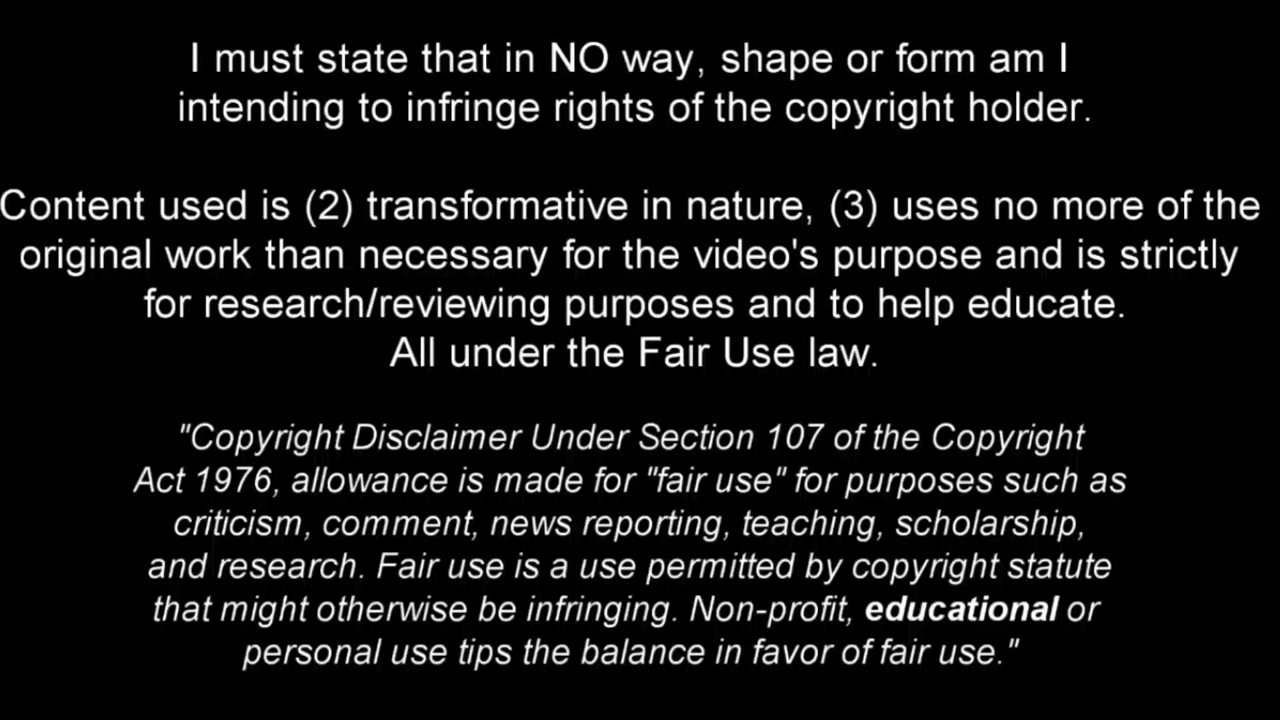 I must state that in NO way, shape or form am I
intending to infringe rights of the copyright holder.
Content used is (2) transformative in nature, (3) uses no more of the
original work than necessary for the video's purpose and is strictly
for research/reviewing purposes and to help educate.
All under the Fair Use law.
"Copyright Disclaimer Under Section 107 of the Copyright
Act 1976, allowance is made for "fair use" for purposes such as
criticism, comment, news reporting, teaching, scholarship,
and research. Fair use is a use permitted by copyright statute
that might otherwise be infringing. Non-profit, educational or
personal use tips the balance in favor of fair use."